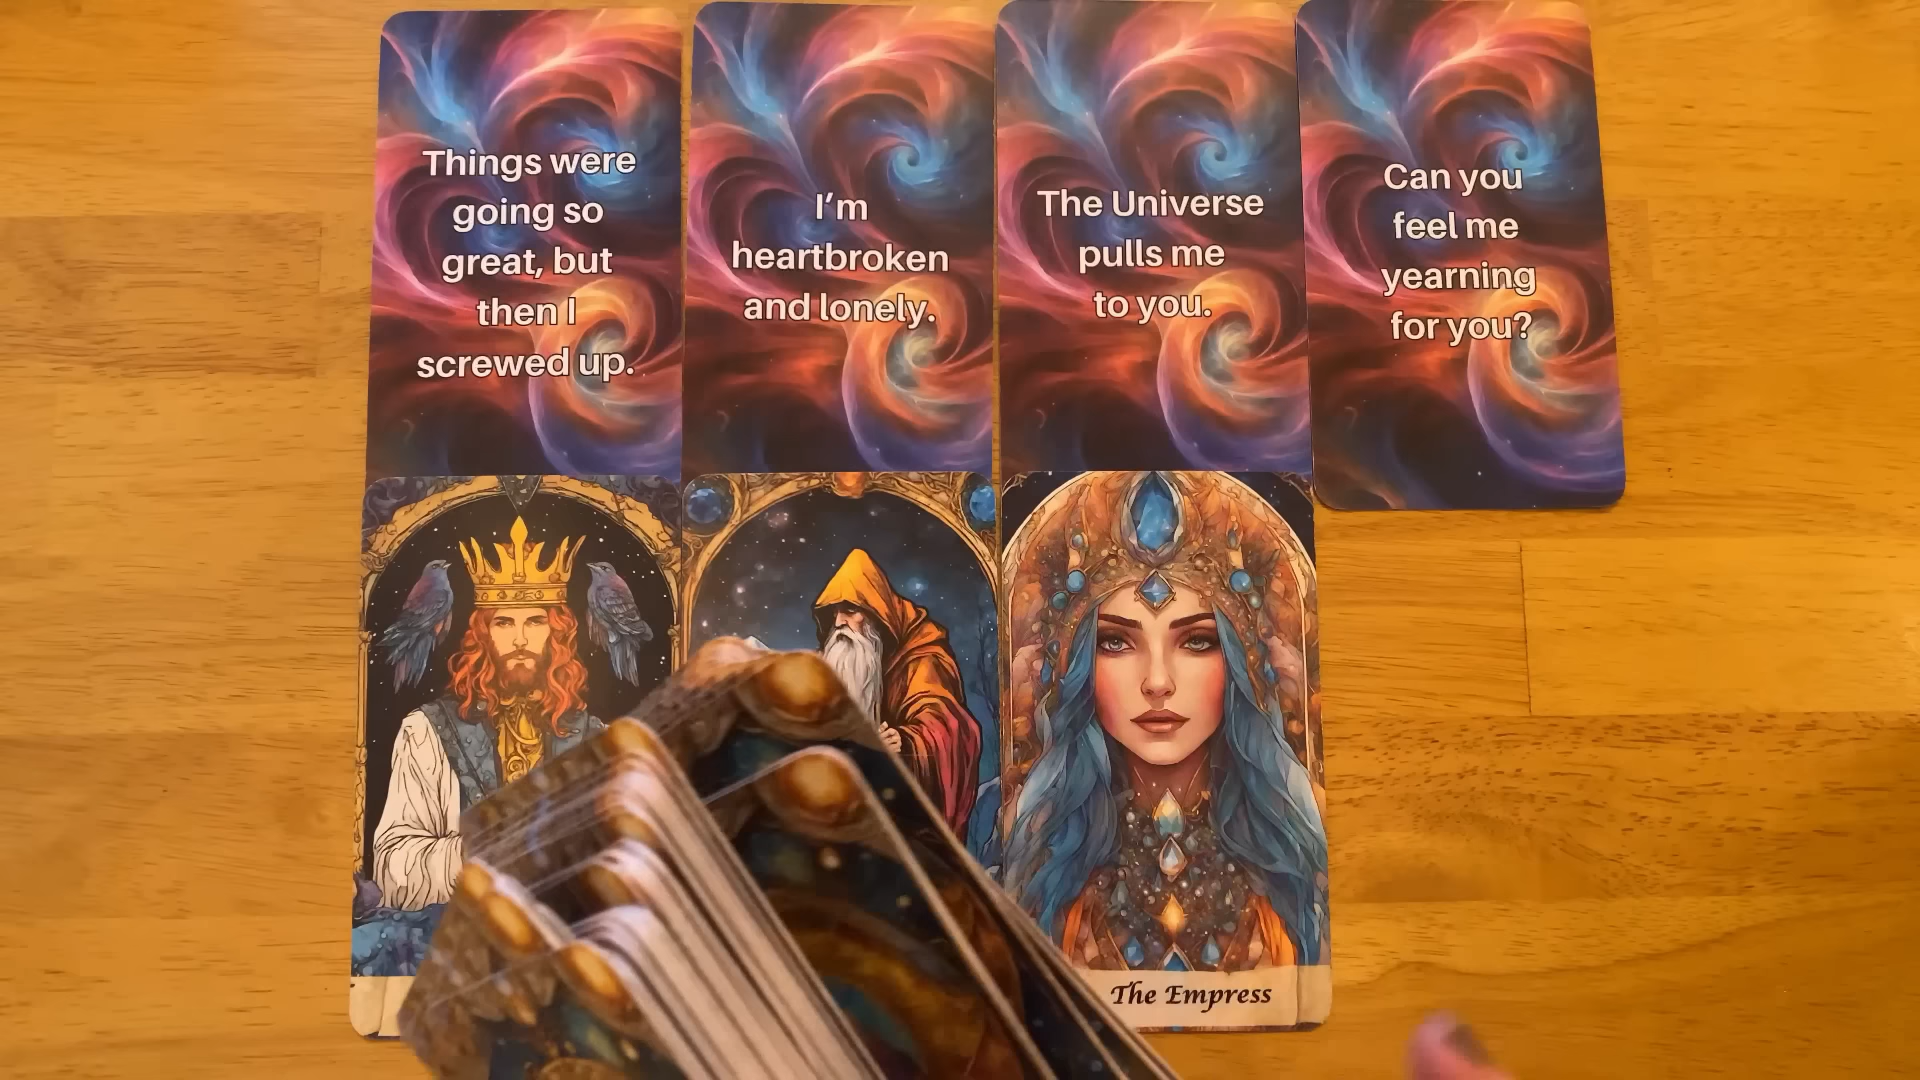 Things were
going so
great, but
then I
screwed up.
I'm
heartbroken
and lonely.
The Universe
pulls me
to you.
Can you
feel me
yearning
for you?
The Empress